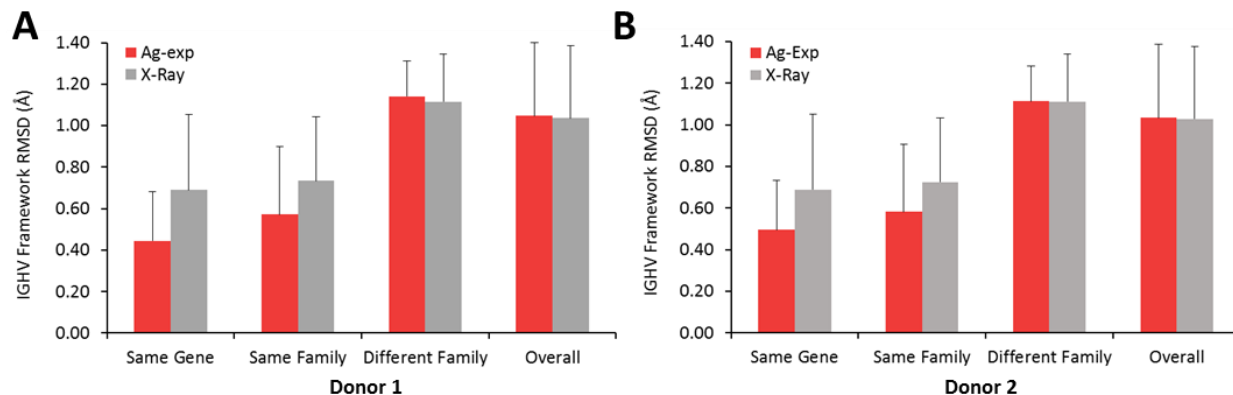 A
IGHV Framework RMSD (Å)
1.40
1.20
1.00
0.80
0.60
0.40
0.20
0.00
Ag-exp
X-Ray
Same Gene Same Family Different Family Overall
Donor 1
B
IGHV Framework RMSD (Å)
1.40
1.20
1.00
0.80
0.60
0.40
0.20
0.00
Ag-Exp
X-Ray
Same Gene Same Family Different Family Overall
Donor 2